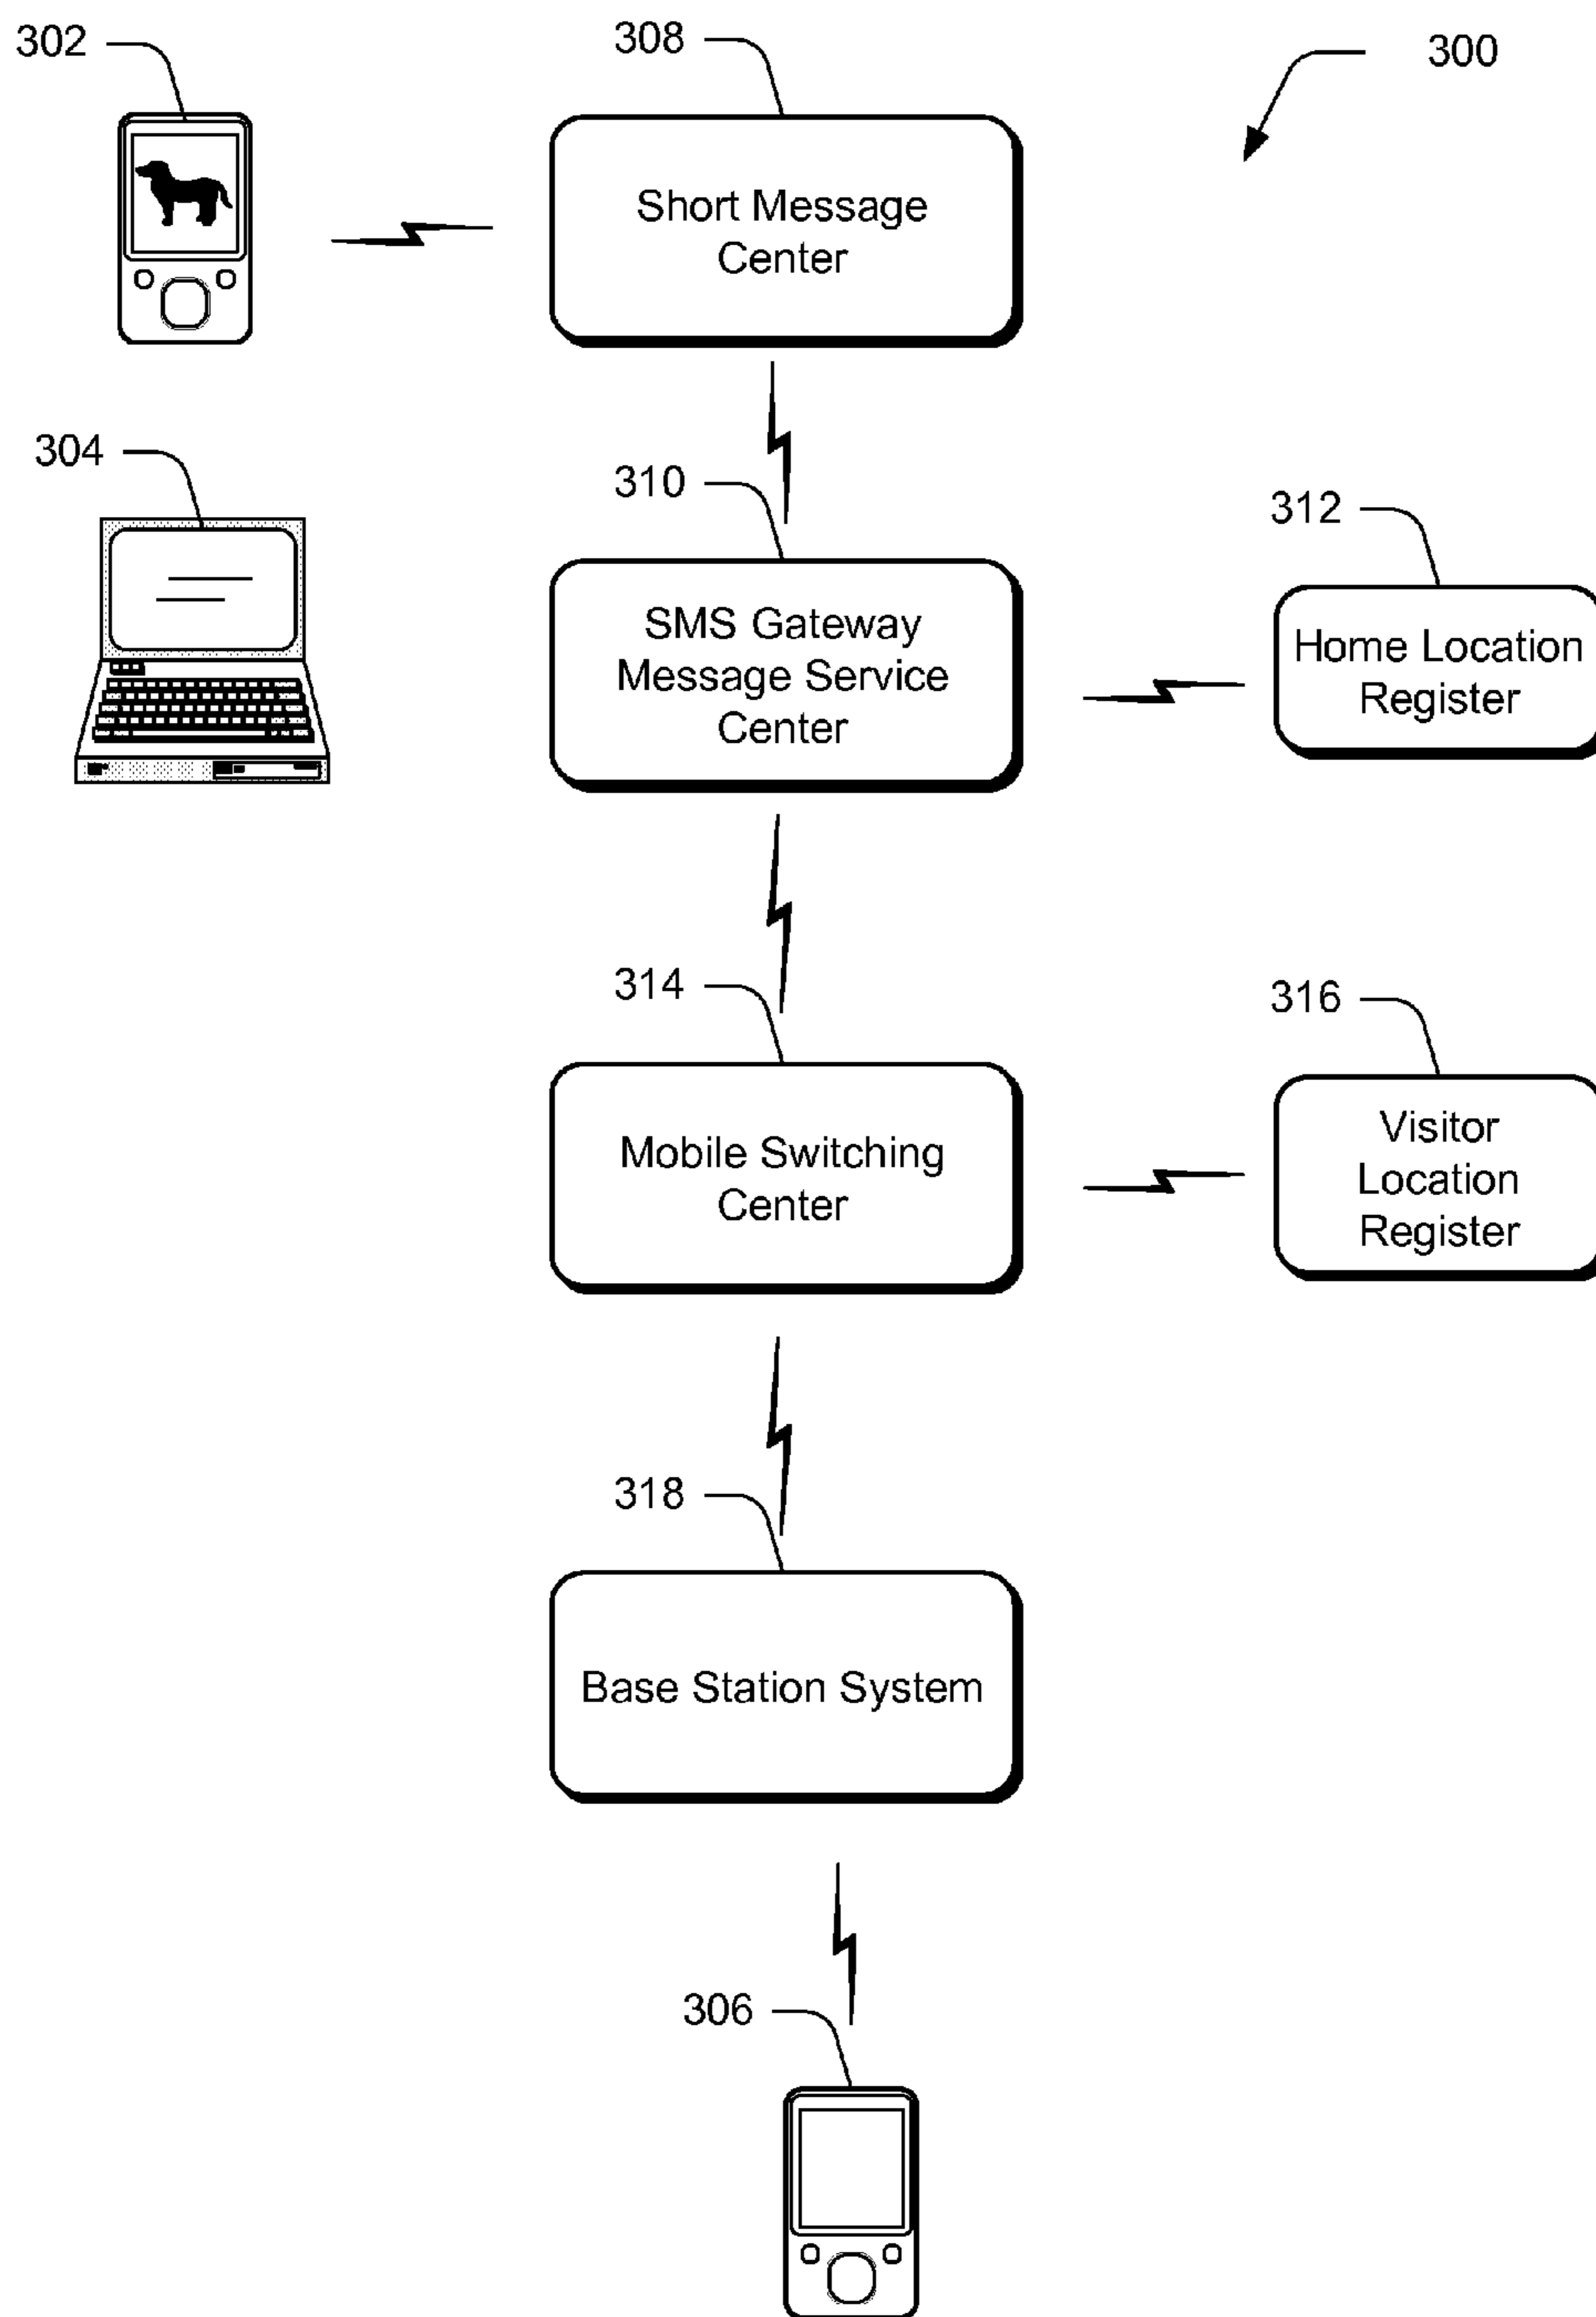 302
308
300
Short Message
Center
304
310
312
SMS Gateway
Message Service
Center
Home Location
Register
314
316
Mobile Switching
Center
Visitor
Location
Register
318
Base Station System
306